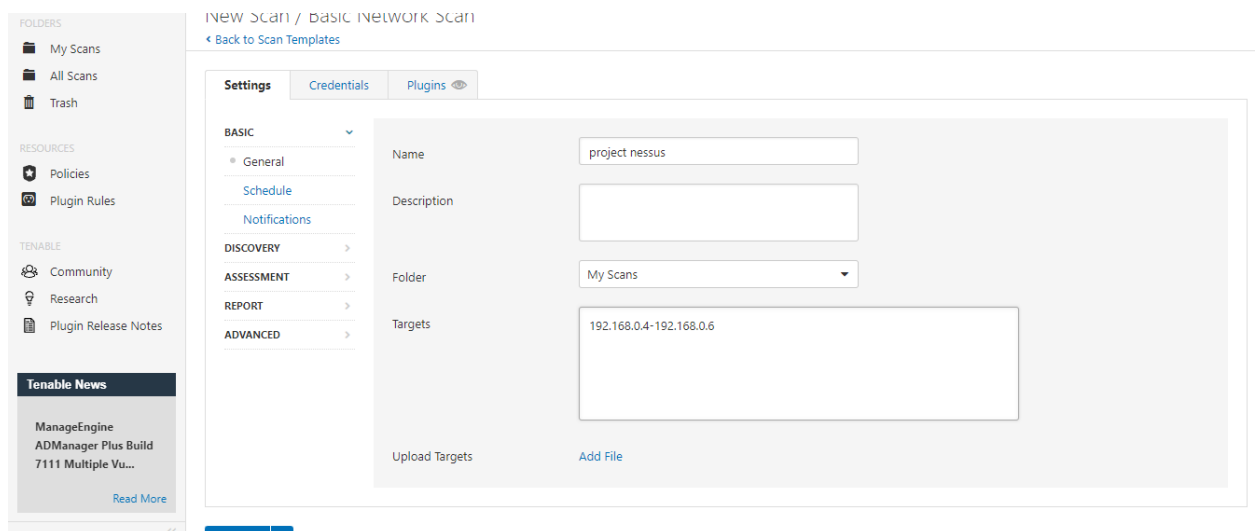 FOLDERS
My Scans
All Scans
Trash
RESOURCES
Policies
Plugin Rules
TENABLE
Community
Research
Plugin Release Notes
Tenable News
ManageEngine
ADManager Plus Build
7111 Multiple Vu...
Read More
New Scan / Basic Network Scan
Back to Scan Templates
Settings Credentials Plugins
BASIC
General
Schedule
Notifications
DISCOVERY
ASSESSMENT
REPORT
ADVANCED
Name project nessus
Description
Folder My Scans
Targets 192.168.0.4-192.168.0.6
Upload Targets Add File